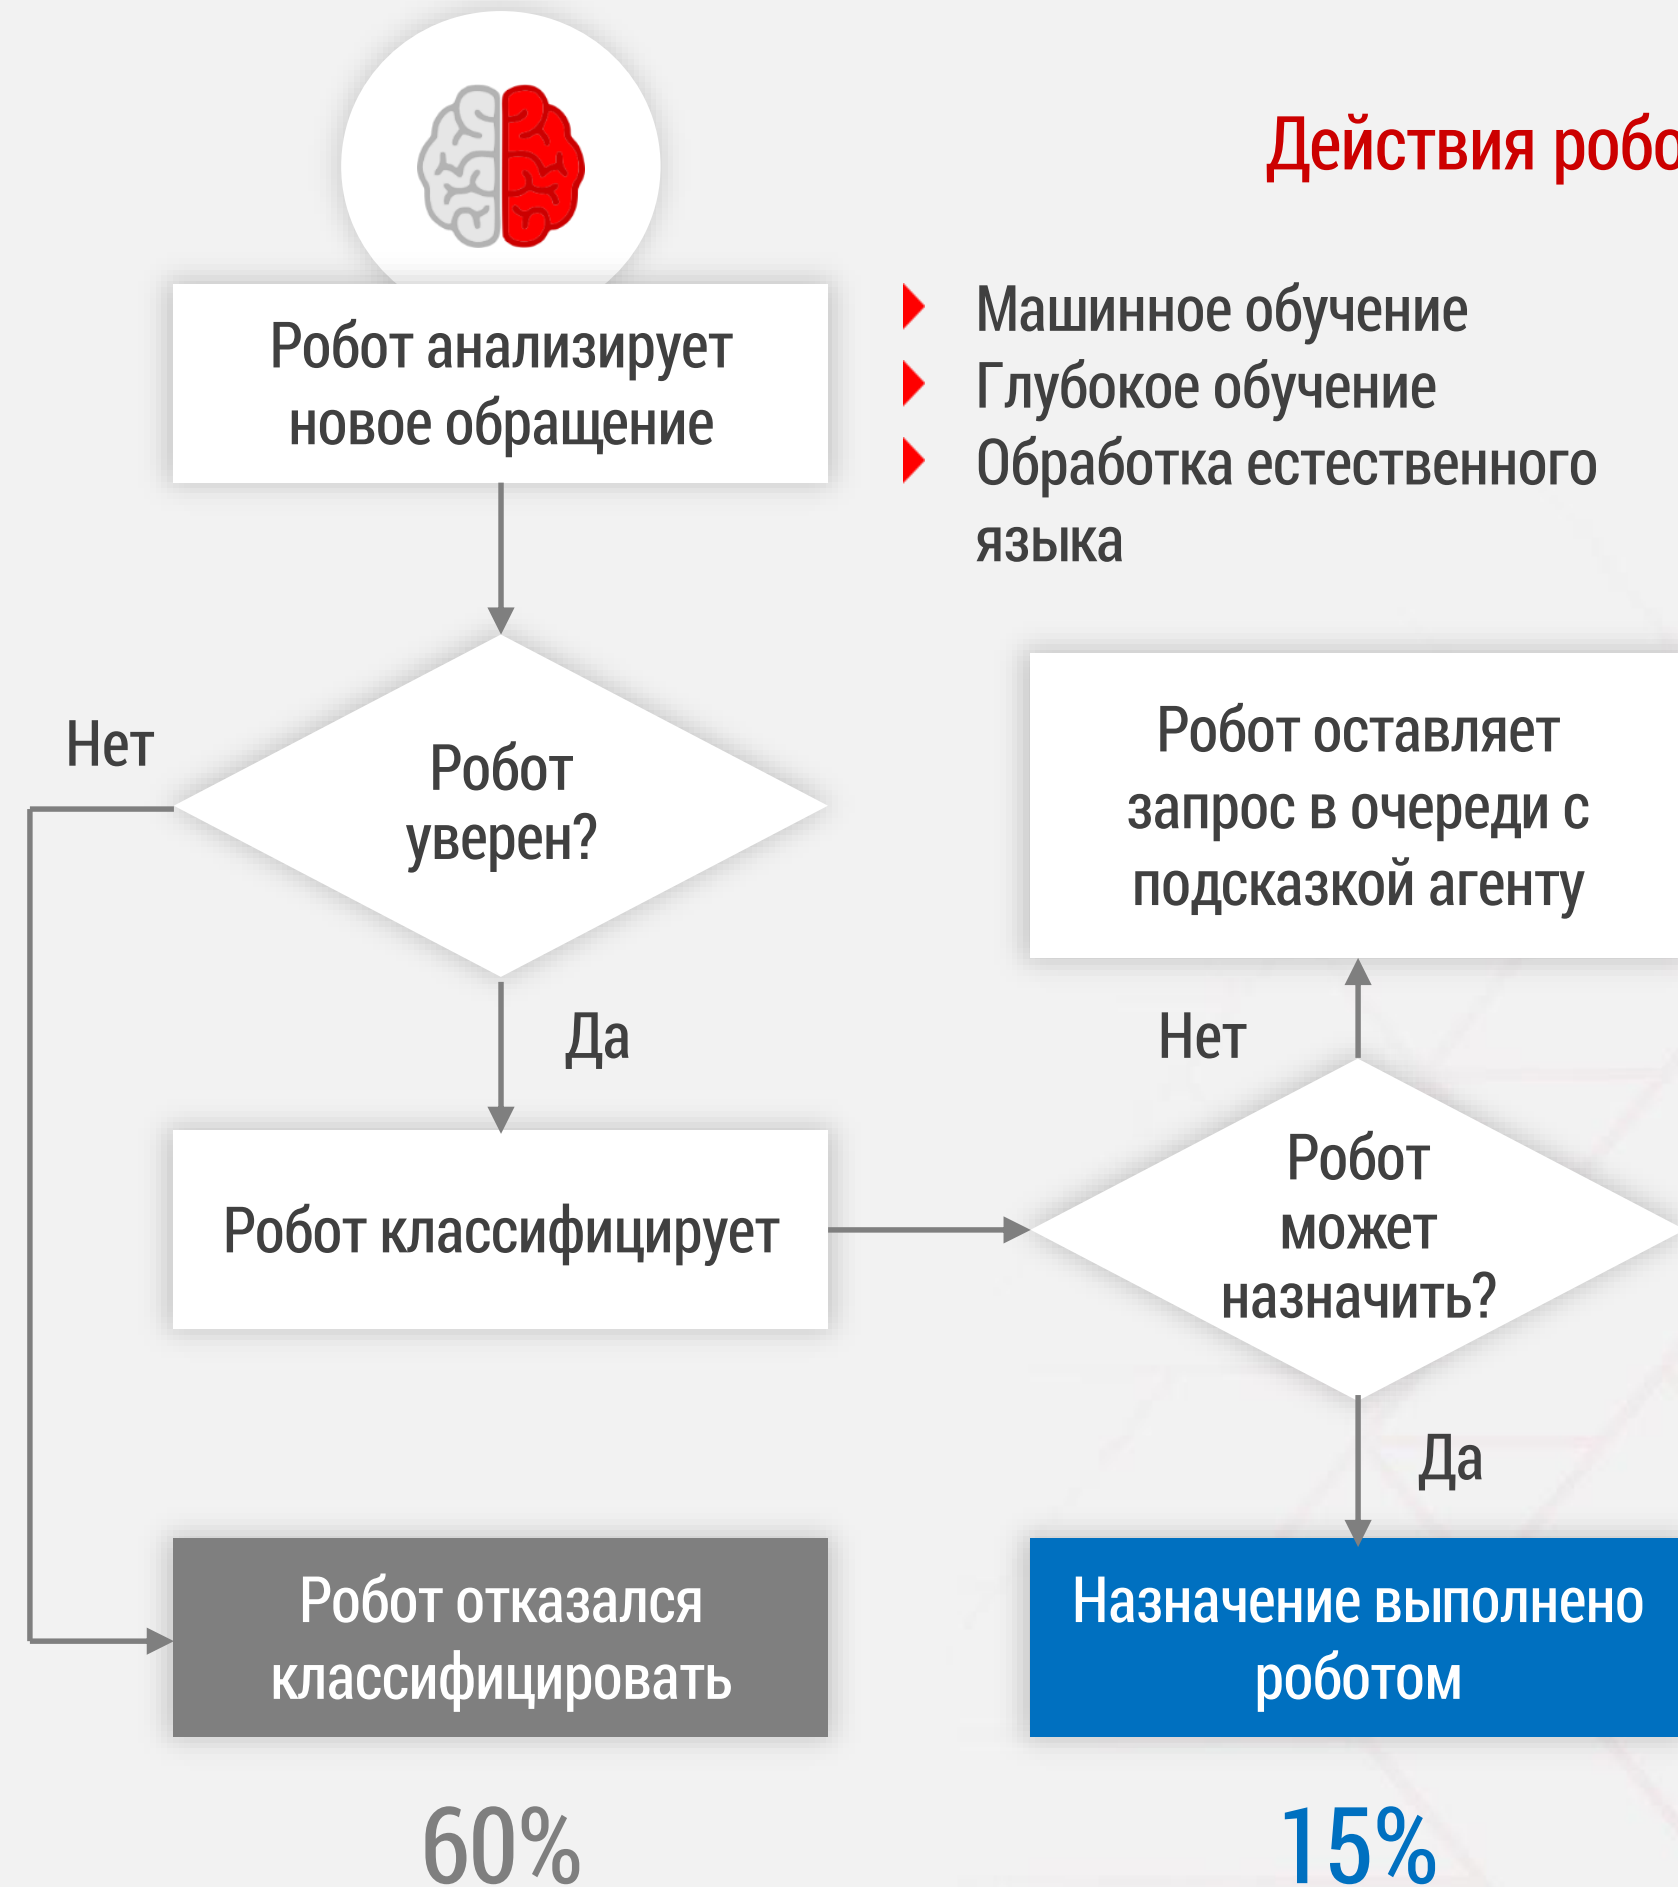 Действия робо
Робот анализирует
новое обращение
Машинное обучение
Глубокое обучение
Обработка естественного
языка
Нет
Робот
уверен?
Да
Робот классифицирует
Робот оставляет
запрос в очереди с
подсказкой агенту
Нет
Робот
может
назначить?
Да
Робот отказался
классифицировать
60%
Назначение выполнено
роботом
15%